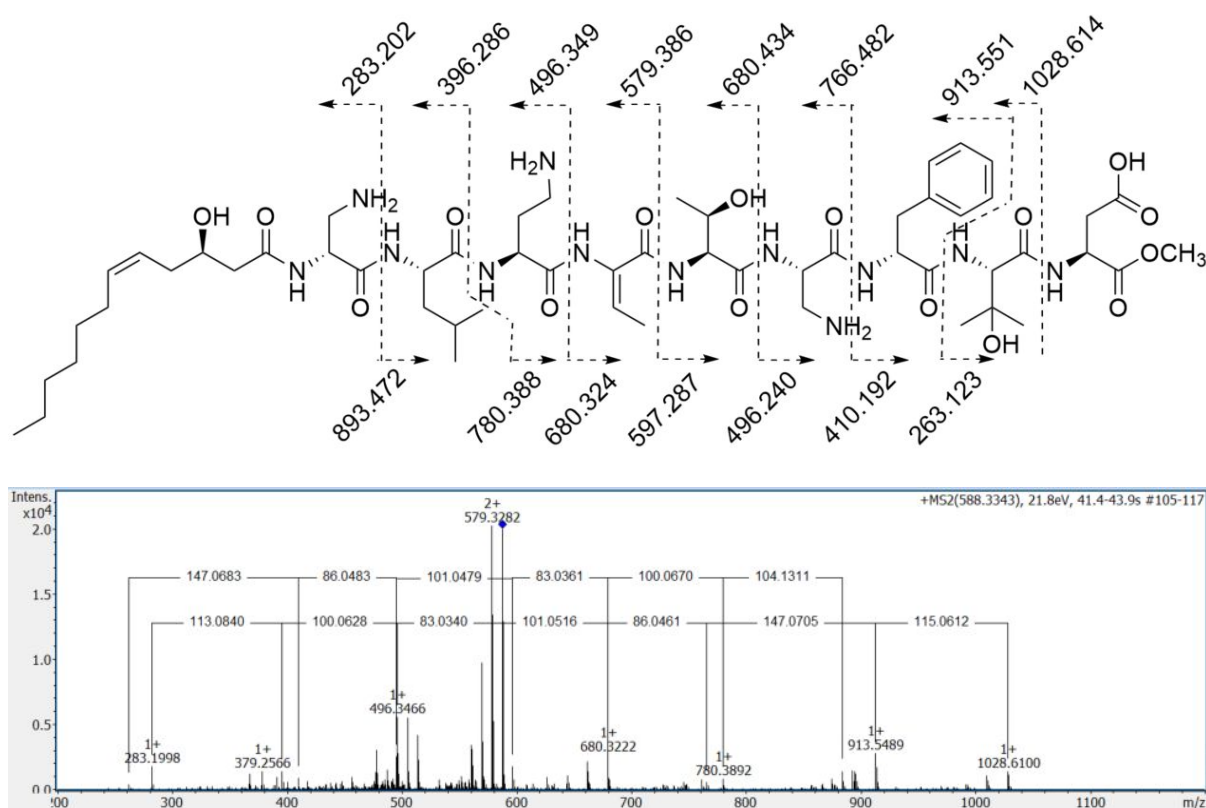 283.202 396.286 496.349 579.386 680.434 766.482 913.551 1028.614
OH O NH₂ H N O H₂N H N O OH H N O H N O OH O
N H O N H O N H O N H O N H O OCH₃
NH₂ OH
893.472 780.388 680.324 597.287 496.240 410.192 263.123
Intens.
x10⁴
+MS2(588.3343), 21.8eV, 41.4-43.9s #105-117
2+
579.3282
2.0
147.0683 86.0483 101.0479 83.0361 100.0670 104.1311
1.5
113.0840 100.0628 83.0340 101.0516 86.0461 147.0705 115.0612
1.0
1+
496.3466
0.5
1+
283.1998
1+
379.2566
1+
680.3222
1+
780.3892
1+
913.5489
1+
1028.6100
0.0
200 300 400 500 600 700 800 900 1000 1100 m/z